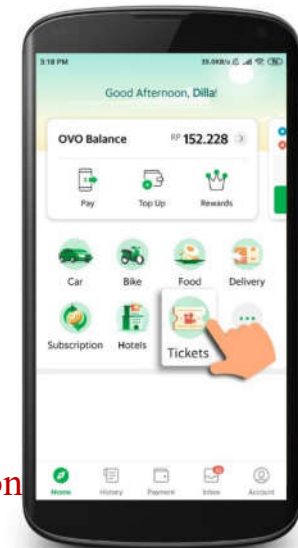 3:18 PM
Good Afternoon, Dilla!
OVO Balance RP 152.228
Pay Top Up Rewards
Car Bike Food Delivery
Subscription Hotels Tickets
on
Home History Payment Inbox Account